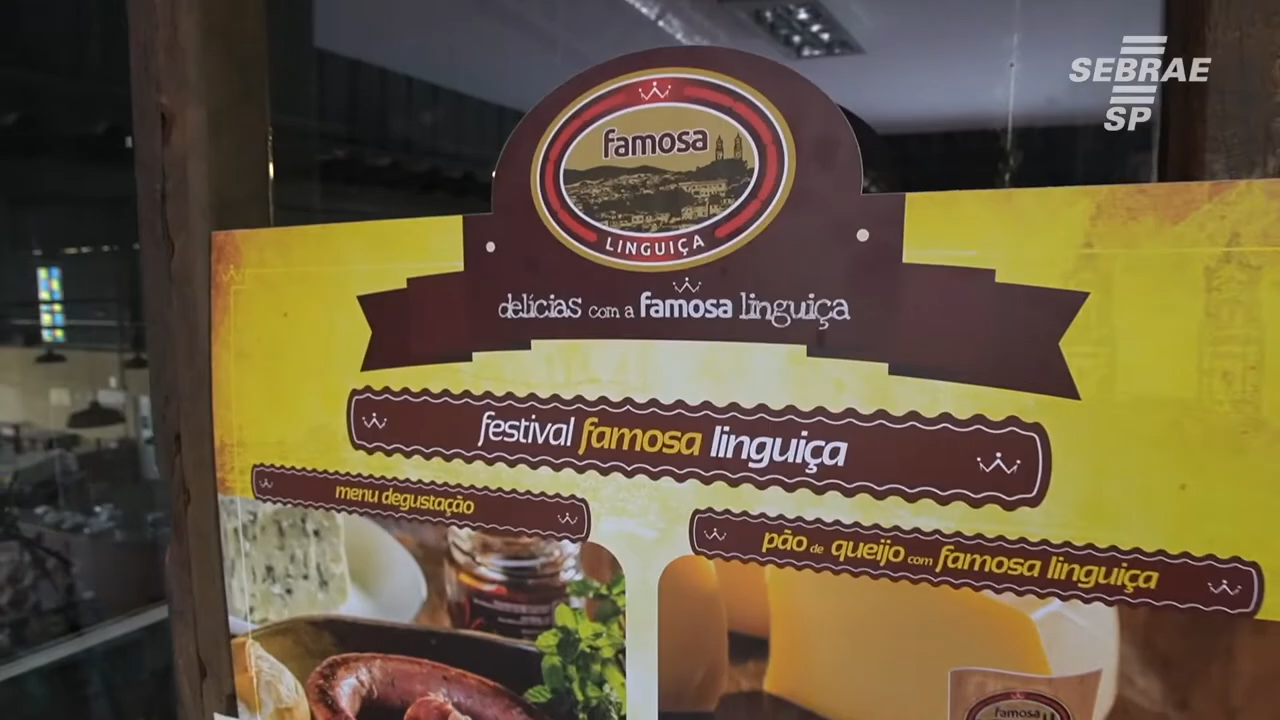 SEBRAE
SP
famosa
LINGUIÇA
delícias com a famosa linguiça
festival famosa linguiça
menu degustação
pão de queijo com famosa linguiça
famosa